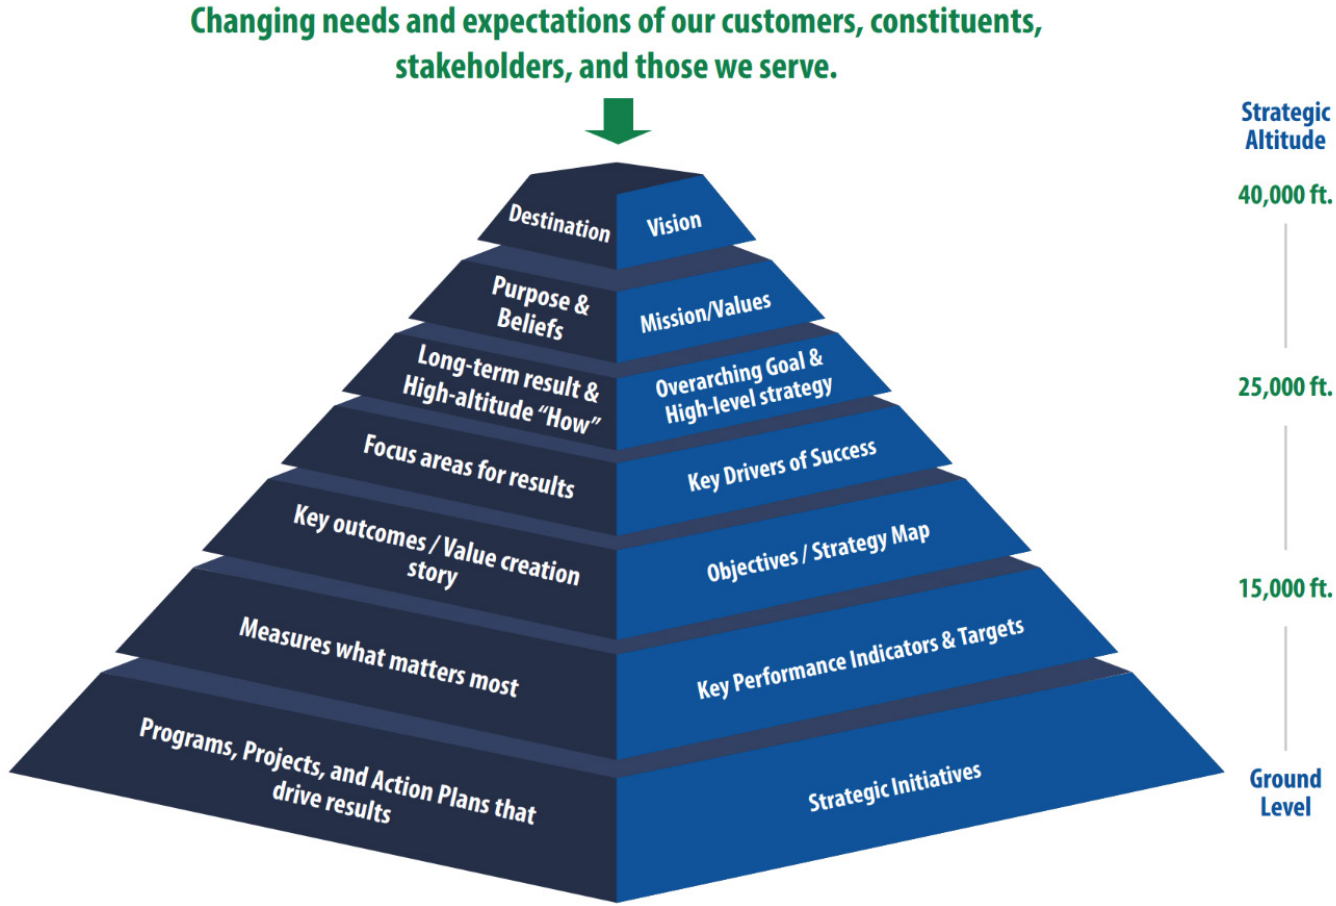 Changing needs and expectations of our customers, constituents,
stakeholders, and those we serve.
Strategic
Altitude
40,000 ft.
Destination
Vision
Purpose &
Beliefs
Mission/Values
Long-term result &
High-altitude “How”
Overarching Goal &
High-level strategy
25,000 ft.
Focus areas for results
Key Drivers of Success
Key outcomes / Value creation
story
Objectives / Strategy Map
15,000 ft.
Measures what matters most
Key Performance Indicators & Targets
Programs, Projects, and Action Plans that
drive results
Strategic Initiatives
Ground
Level